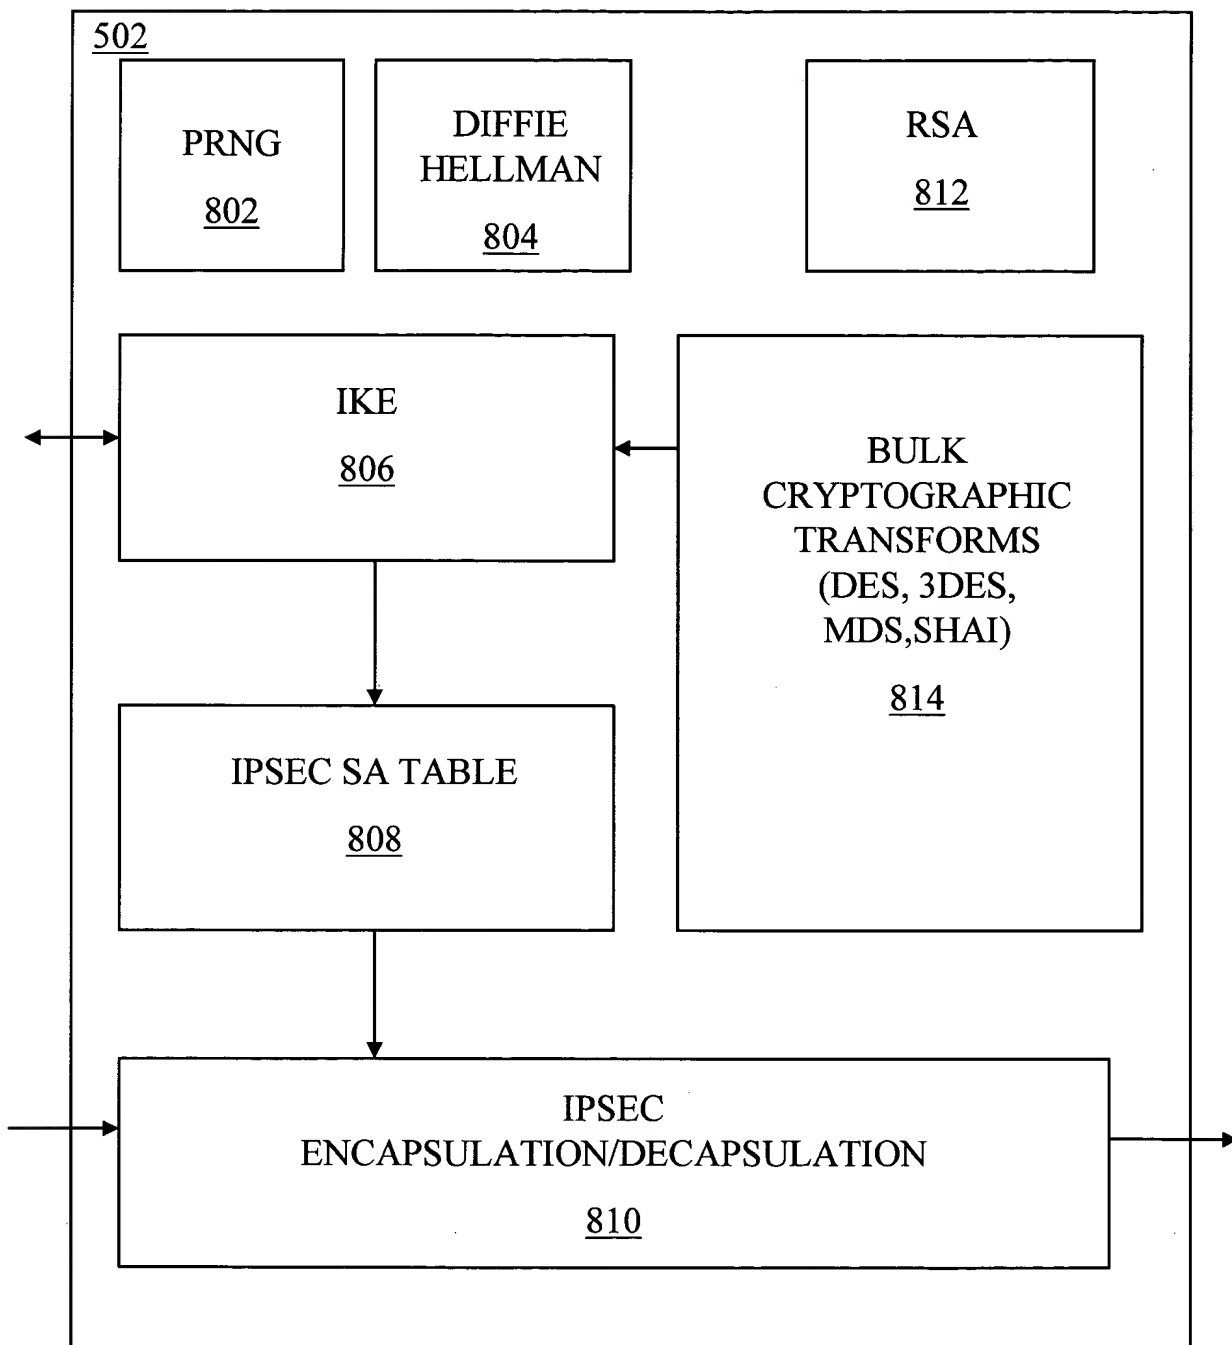 502
PRNG
802
DIFFIE
HELLMAN
804
RSA
812
IKE
806
BULK
CRYPTOGRAPHIC
TRANSFORMS
(DES, 3DES,
MDS,SHAI)
814
IPSEC SA TABLE
808
IPSEC
ENCAPSULATION/DECAPSULATION
810